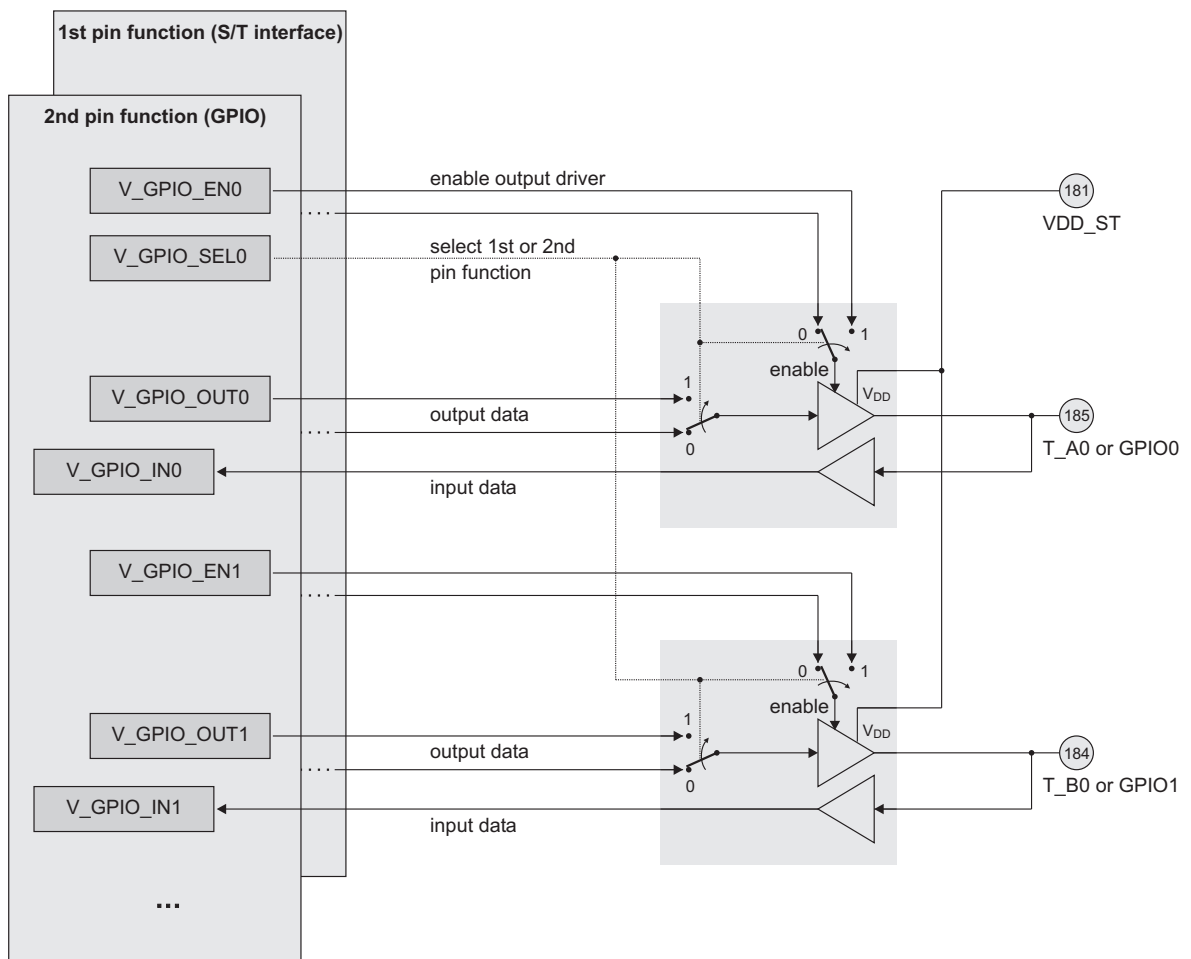 1st pin function (S/T interface)
2nd pin function (GPIO)
V_GPIO_EN0
enable output driver
181
VDD_ST
V_GPIO_SEL0
select 1st or 2nd
pin function
0
1
enable
V_GPIO_OUT0
1
output data
0
VDD
185
T_A0 or GPIO0
V_GPIO_IN0
input data
V_GPIO_EN1
0
1
enable
V_GPIO_OUT1
1
output data
0
VDD
184
T_B0 or GPIO1
V_GPIO_IN1
input data
...